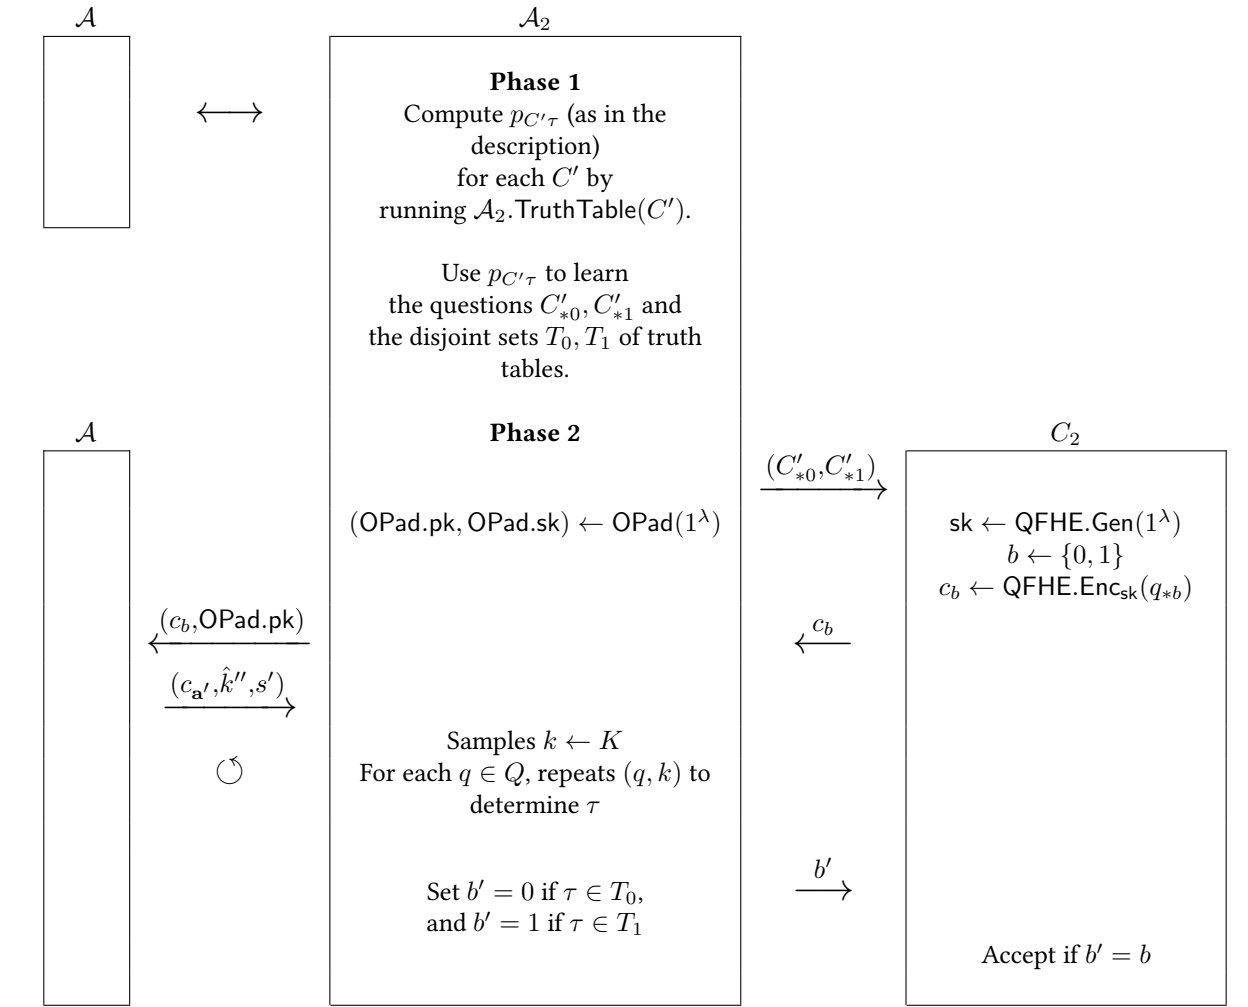 𝒜 𝒜₂
Phase 1
Compute p_{C′τ} (as in the
description)
for each C′ by
running 𝒜₂.TruthTable(C′).
Use p_{C′τ} to learn
the questions C′_{*0}, C′_{*1} and
the disjoint sets T₀, T₁ of truth
tables.
𝒜 Phase 2 C₂
(C′_{*0},C′_{*1})
(OPad.pk, OPad.sk) ← OPad(1^λ) sk ← QFHE.Gen(1^λ)
b ← {0, 1}
c_b ← QFHE.Enc_{sk}(q_{*b})
(c_b,OPad.pk) c_b
(c_{𝐚′},k̂′′,s′)
Samples k ← K
For each q ∈ Q, repeats (q, k) to
determine τ
b′
Set b′ = 0 if τ ∈ T₀,
and b′ = 1 if τ ∈ T₁
Accept if b′ = b